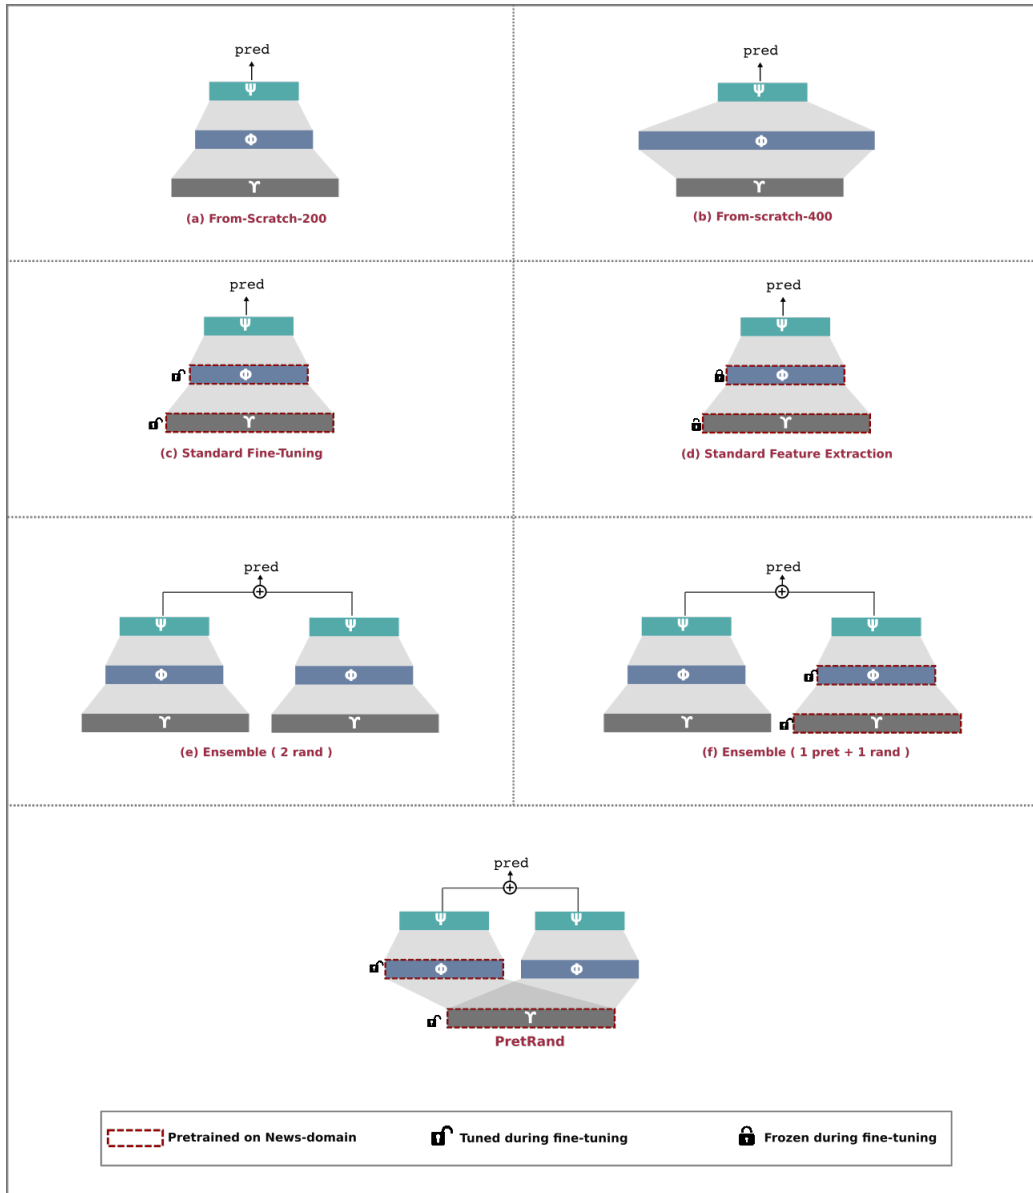 pred
Ψ
Φ
ϒ
(a) From-Scratch-200
pred
Ψ
Φ
ϒ
(b) From-scratch-400
pred
Ψ
Φ
ϒ
(c) Standard Fine-Tuning
pred
Ψ
Φ
ϒ
(d) Standard Feature Extraction
pred
Ψ Ψ
Φ Φ
ϒ ϒ
(e) Ensemble ( 2 rand )
pred
Ψ Ψ
Φ Φ
ϒ ϒ
(f) Ensemble ( 1 pret + 1 rand )
pred
Ψ Ψ
Φ Φ
ϒ
PretRand
Pretrained on News-domain
Tuned during fine-tuning
Frozen during fine-tuning